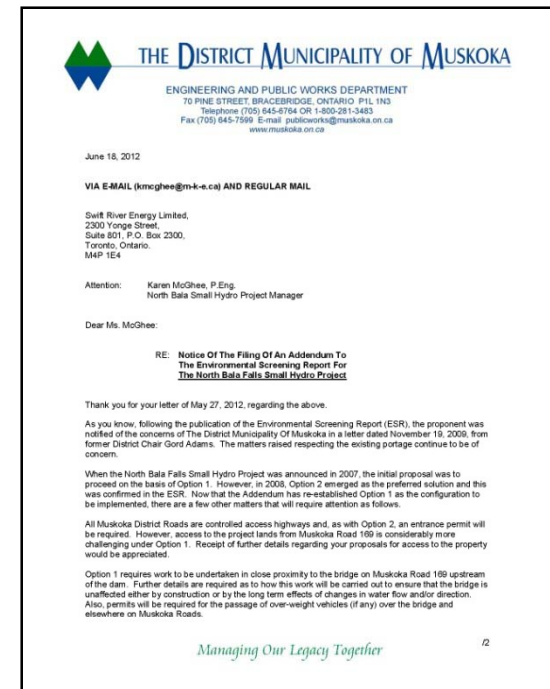 THE DISTRICT MUNICIPALITY OF MUSKOKA
ENGINEERING AND PUBLIC WORKS DEPARTMENT
70 PINE STREET, BRACEBRIDGE, ONTARIO P1L 1N3
Telephone (705) 645-6764 OR 1-800-281-3483
Fax (705) 645-7599 E-mail publicworks@muskoka.on.ca
www.muskoka.on.ca
June 18, 2012
VIA E-MAIL (kmcghee@m-k-e.ca) AND REGULAR MAIL
Swift River Energy Limited,
2300 Yonge Street,
Suite 801, P.O. Box 2300,
Toronto, Ontario.
M4P 1E4
Attention: Karen McGhee, P.Eng.
North Bala Small Hydro Project Manager
Dear Ms. McGhee:
RE: Notice Of The Filing Of An Addendum To
The Environmental Screening Report For
The North Bala Falls Small Hydro Project
Thank you for your letter of May 27, 2012, regarding the above.
As you know, following the publication of the Environmental Screening Report (ESR), the proponent was
notified of the concerns of The District Municipality Of Muskoka in a letter dated November 19, 2009, from
former District Chair Gord Adams. The matters raised respecting the existing portage continue to be of
concern.
When the North Bala Falls Small Hydro Project was announced in 2007, the initial proposal was to
proceed on the basis of Option 1. However, in 2008, Option 2 emerged as the preferred solution and this
was confirmed in the ESR. Now that the Addendum has re-established Option 1 as the configuration to
be implemented, there are a few other matters that will require attention as follows.
All Muskoka District Roads are controlled access highways and, as with Option 2, an entrance permit will
be required. However, access to the project lands from Muskoka Road 169 is considerably more
challenging under Option 1. Receipt of further details regarding your proposals for access to the property
would be appreciated.
Option 1 requires work to be undertaken in close proximity to the bridge on Muskoka Road 169 upstream
of the dam. Further details are required as to how this work will be carried out to ensure that the bridge is
unaffected either by construction or by the long term effects of changes in water flow and/or direction.
Also, permits will be required for the passage of over-weight vehicles (if any) over the bridge and
elsewhere on Muskoka Roads.
Managing Our Legacy Together
/2